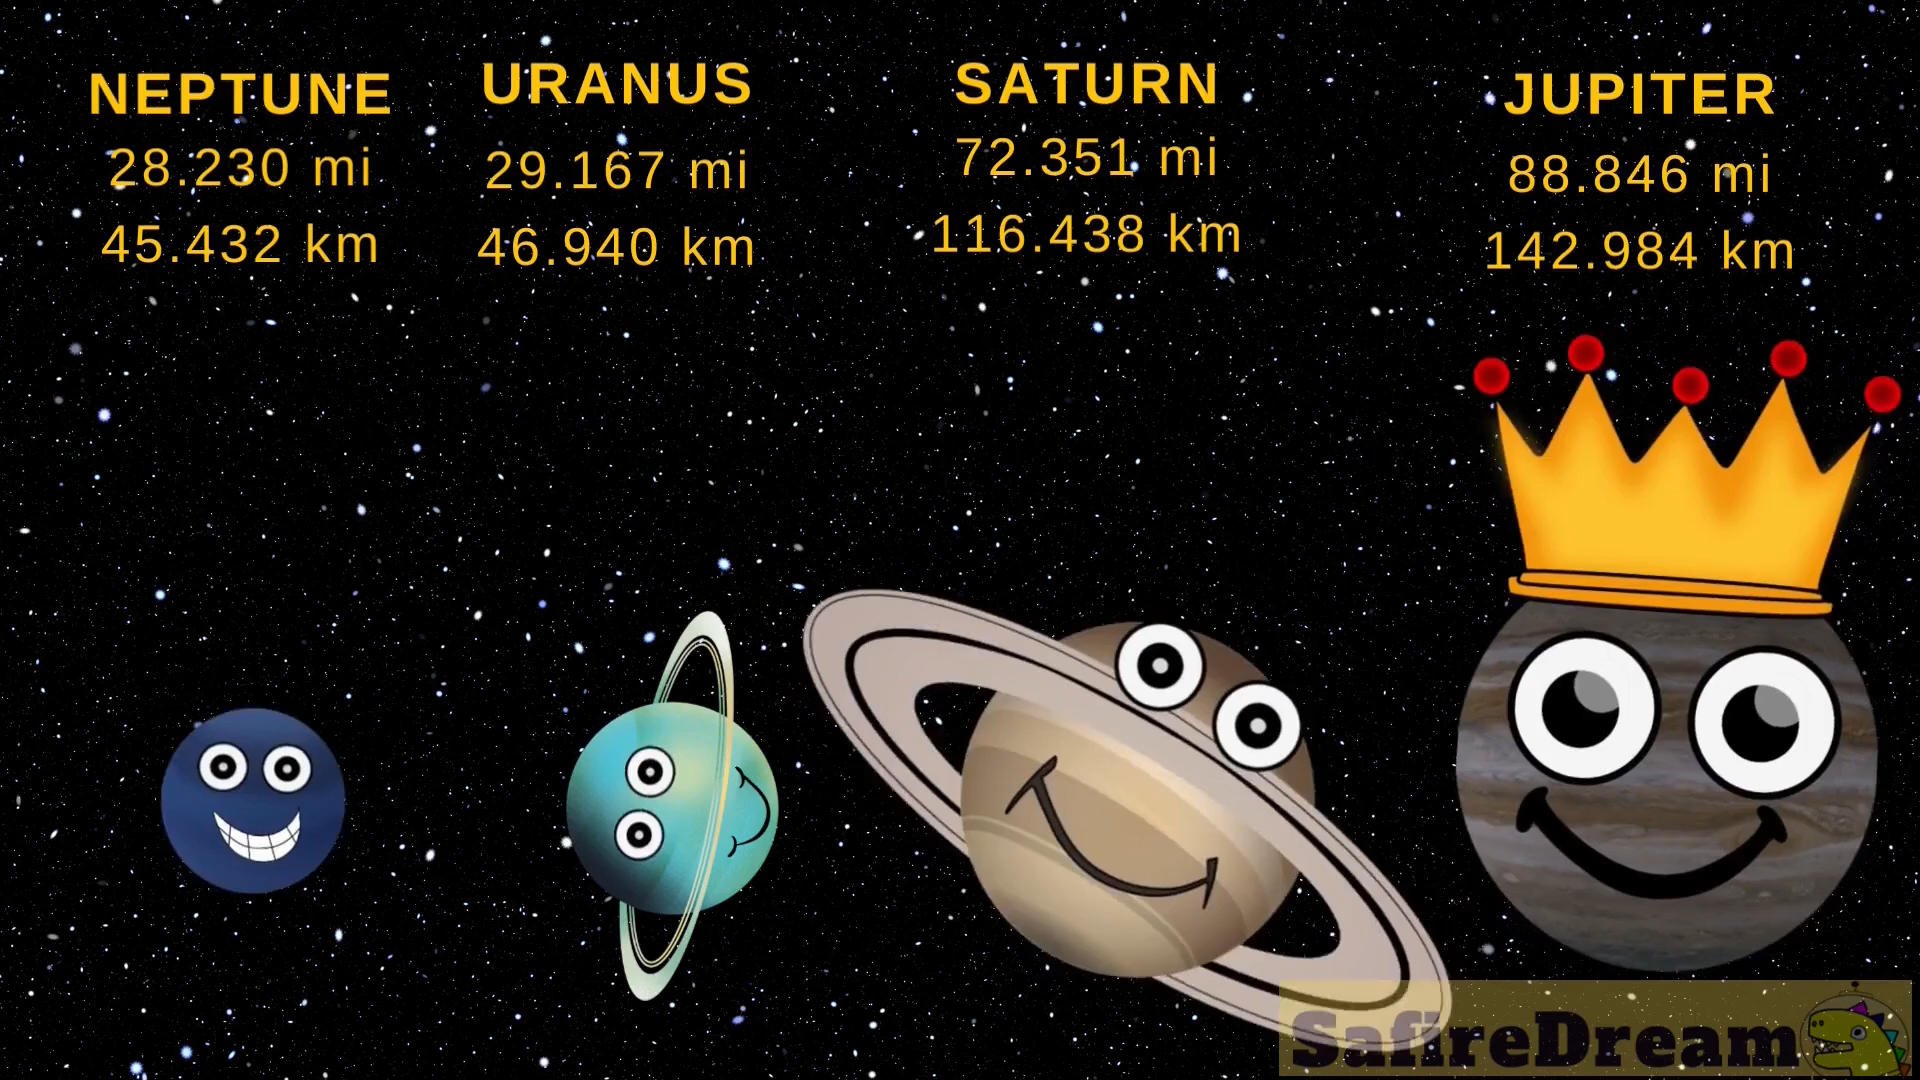 NEPTUNE
28.230 mi
45.432 km
URANUS
29.167 mi
46.940 km
SATURN
72.351 mi
116.438 km
JUPITER
88.846 mi
142.984 km
SafireDream